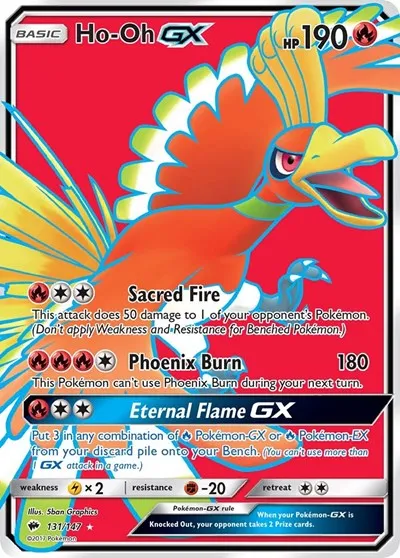 BASIC Ho-Oh GX HP 190
Sacred Fire
This attack does 50 damage to 1 of your opponent's Pokémon.
(Don't apply Weakness and Resistance for Benched Pokémon.)
Phoenix Burn 180
This Pokémon can't use Phoenix Burn during your next turn.
Eternal Flame GX
Put 3 in any combination of Pokémon-GX or Pokémon-EX
from your discard pile onto your Bench. (You can't use more than
1 GX attack in a game.)
weakness ×2 resistance -20 retreat
Illus. 5ban Graphics
Pokémon-GX rule
When your Pokémon-GX is
131/147
Knocked Out, your opponent takes 2 Prize cards.
©2017 Pokémon